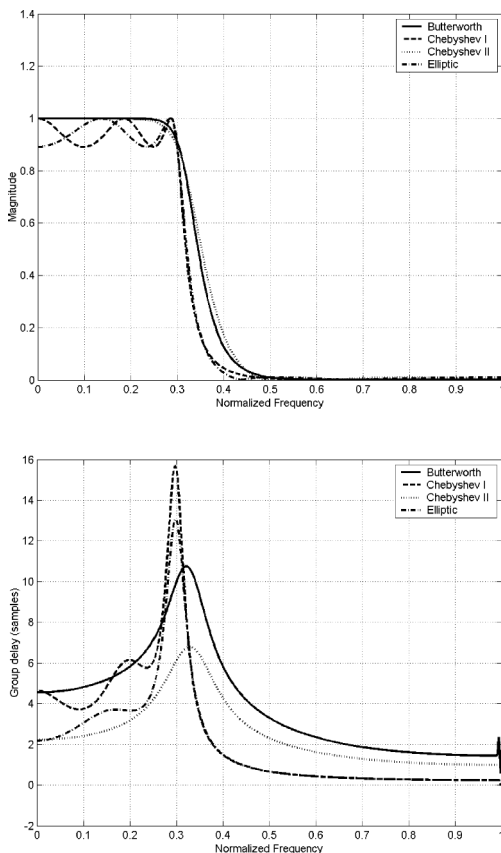 Butterworth
Chebyshev I
Chebyshev II
Elliptic
1.4
1.2
1
0.8
0.6
0.4
0.2
0
Magnitude
0 0.1 0.2 0.3 0.4 0.5 0.6 0.7 0.8 0.9 1
Normalized Frequency
Butterworth
Chebyshev I
Chebyshev II
Elliptic
16
14
12
10
8
6
4
2
0
-2
Group delay (samples)
0 0.1 0.2 0.3 0.4 0.5 0.6 0.7 0.8 0.9 1
Normalized Frequency